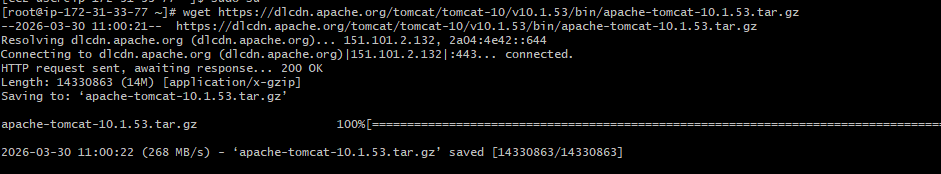 [root@ip-172-31-33-77 ~]# wget https://dlcdn.apache.org/tomcat/tomcat-10/v10.1.53/bin/apache-tomcat-10.1.53.tar.gz
--2026-03-30 11:00:21-- https://dlcdn.apache.org/tomcat/tomcat-10/v10.1.53/bin/apache-tomcat-10.1.53.tar.gz
Resolving dlcdn.apache.org (dlcdn.apache.org)... 151.101.2.132, 2a04:4e42::644
Connecting to dlcdn.apache.org (dlcdn.apache.org)|151.101.2.132|:443... connected.
HTTP request sent, awaiting response... 200 OK
Length: 14330863 (14M) [application/x-gzip]
Saving to: ‘apache-tomcat-10.1.53.tar.gz’
apache-tomcat-10.1.53.tar.gz 100%[==================================================================================
2026-03-30 11:00:22 (268 MB/s) - ‘apache-tomcat-10.1.53.tar.gz’ saved [14330863/14330863]